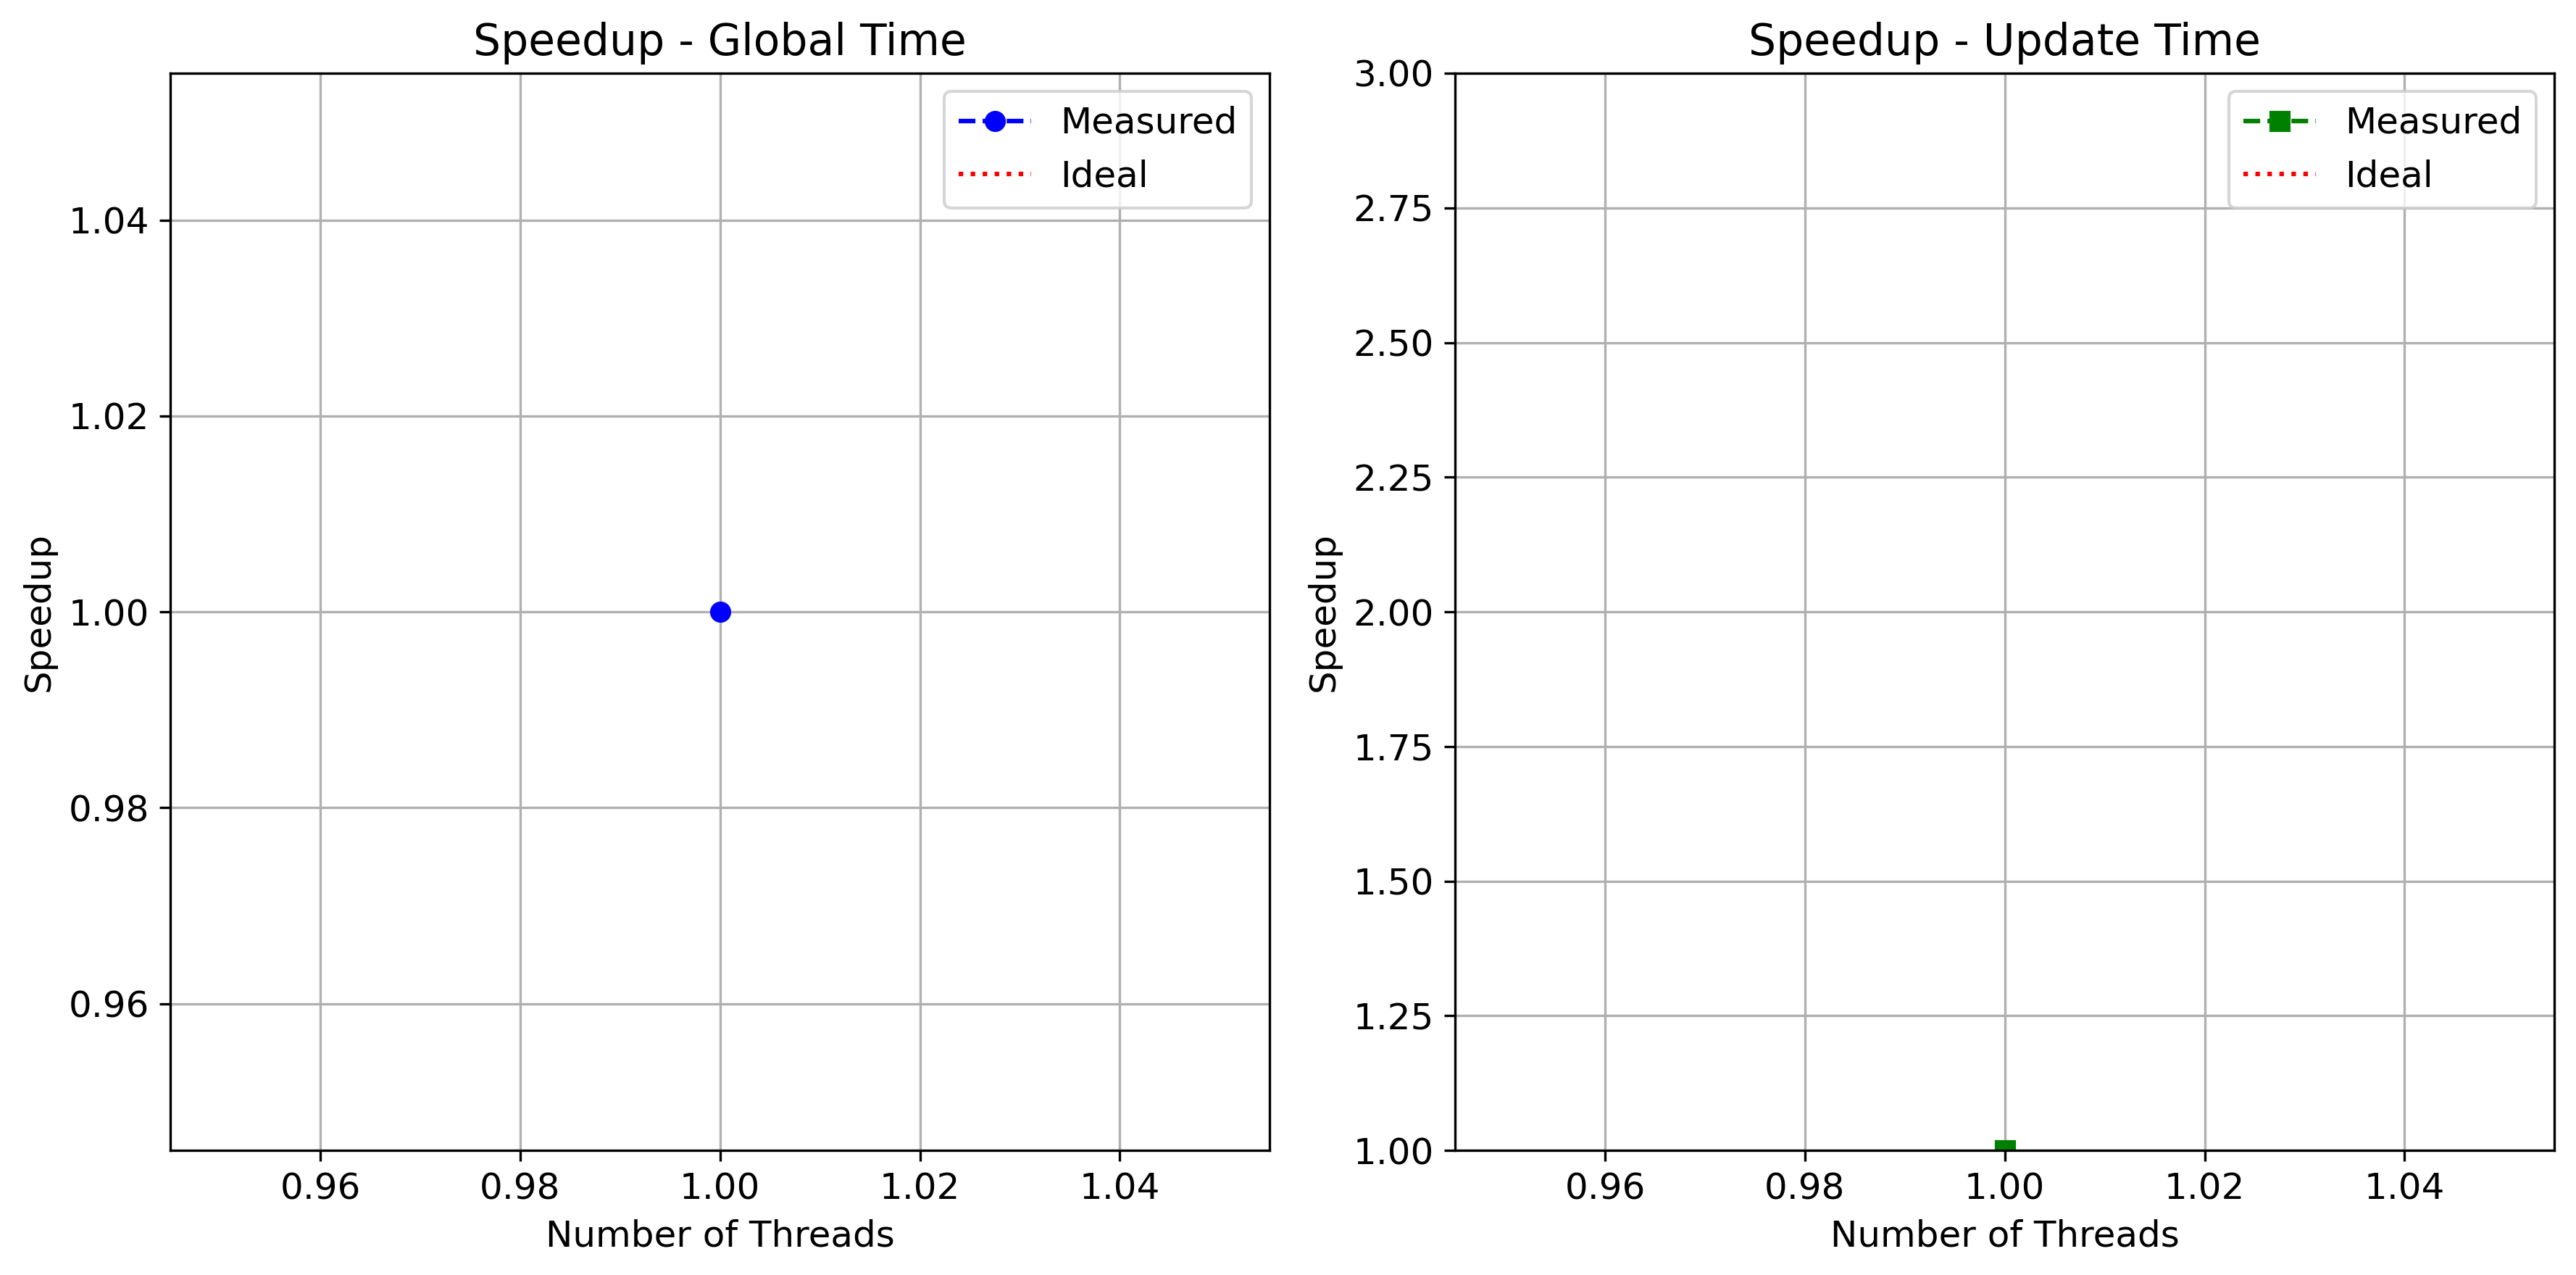 Speedup - Global Time
Measured
Ideal
1.04
1.02
1.00
0.98
0.96
Speedup
0.96 0.98 1.00 1.02 1.04
Number of Threads
Speedup - Update Time
Measured
Ideal
3.00
2.75
2.50
2.25
2.00
1.75
1.50
1.25
1.00
Speedup
0.96 0.98 1.00 1.02 1.04
Number of Threads